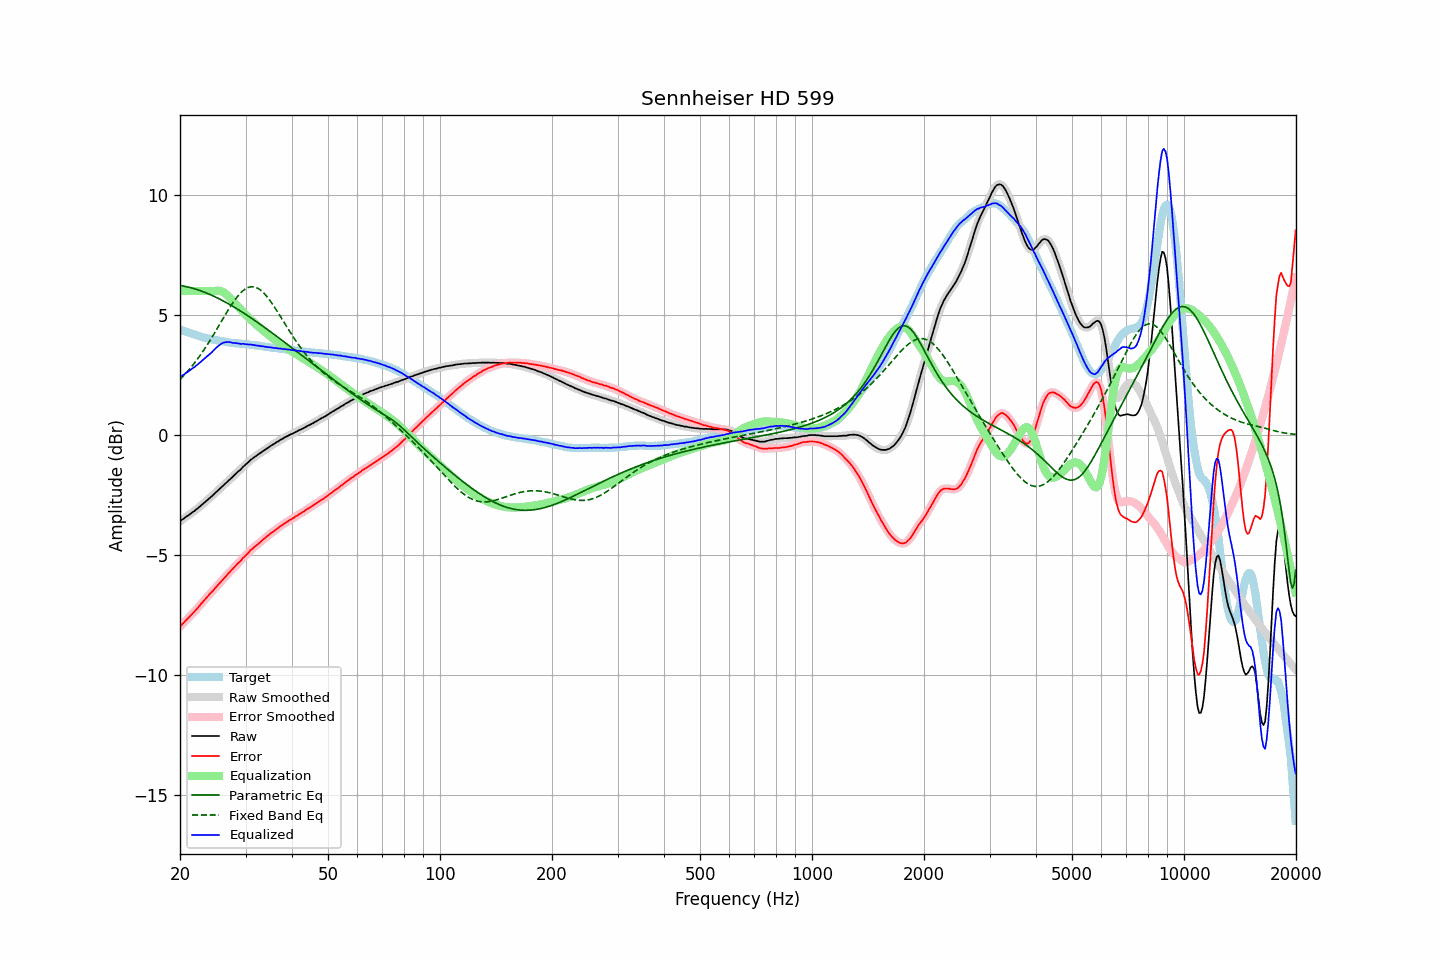 Sennheiser HD 599
Amplitude (dBr)
10
5
0
−5
−10
−15
Target
Raw Smoothed
Error Smoothed
Raw
Error
Equalization
Parametric Eq
Fixed Band Eq
Equalized
20 50 100 200 500 1000 2000 5000 10000 20000
Frequency (Hz)